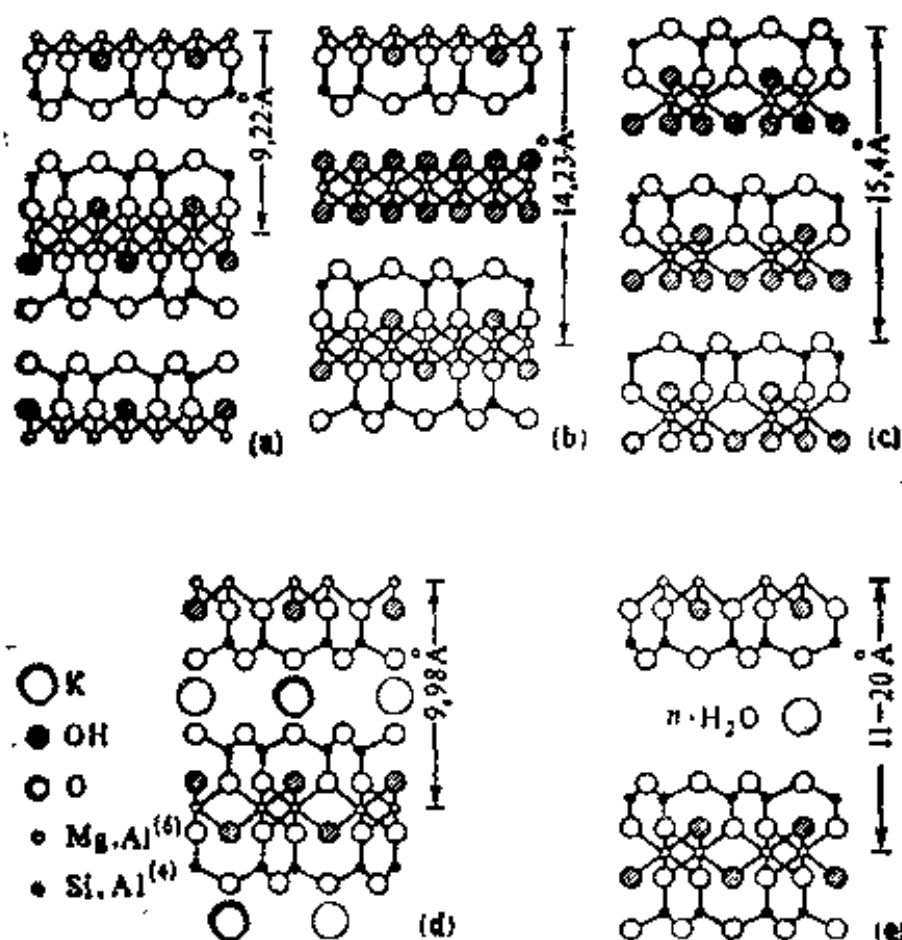 9,22 Å
(a)
14,23 Å
(b)
15,4 Å
(c)
K
OH
O
Mg,Al(6)
Si,Al(4)
9,98 Å
(d)
n·H₂O
11–20 Å
(e)